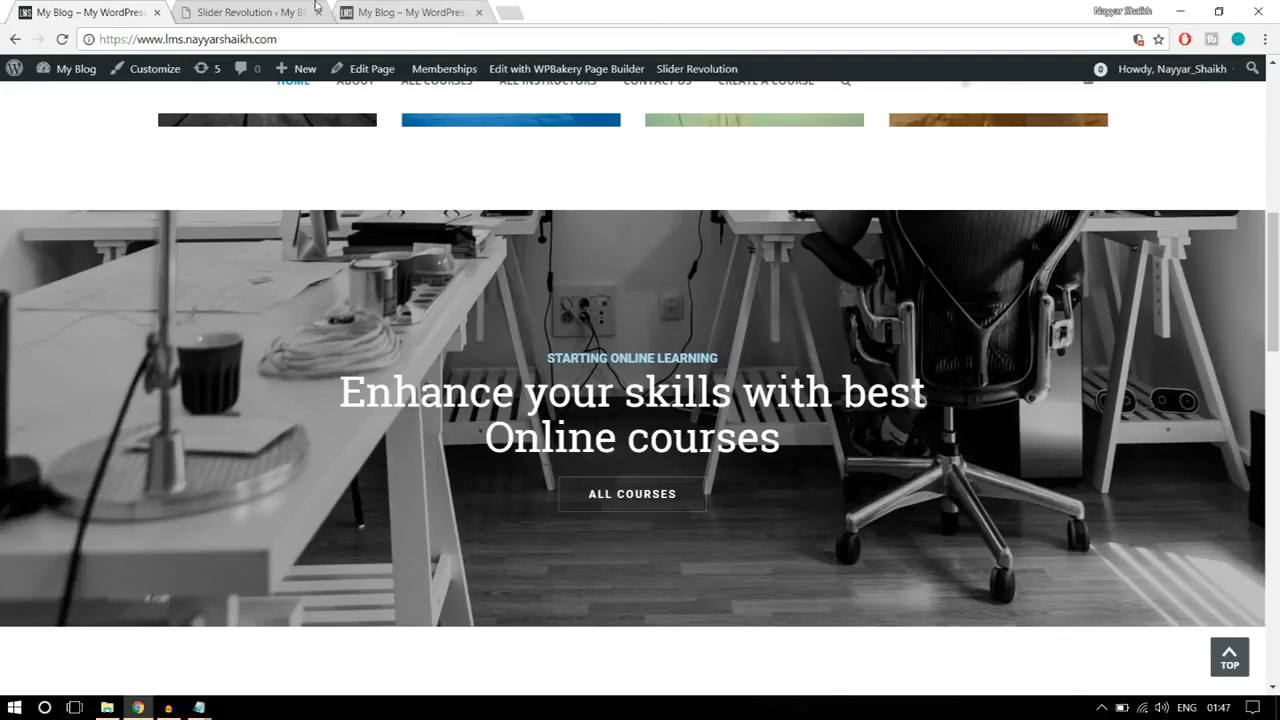 My Blog – My WordPress
Slider Revolution ‹ My Bl
My Blog – My WordPress
Nayyar Shaikh
https://www.lms.nayyarshaikh.com
My Blog
Customize
5
0
New
Edit Page
Memberships
Edit with WPBakery Page Builder
Slider Revolution
0
Howdy, Nayyar_Shaikh
HOME
ABOUT
ALL COURSES
ALL INSTRUCTORS
CONTACT US
CREATE A COURSE
STARTING ONLINE LEARNING
Enhance your skills with best
Online courses
ALL COURSES
TOP
ENG
01:47